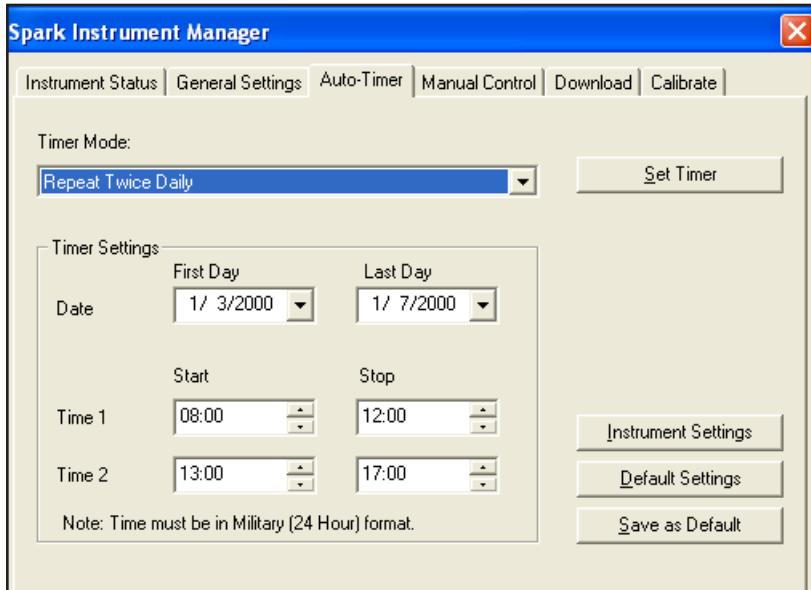 Spark Instrument Manager
Instrument Status General Settings Auto-Timer Manual Control Download Calibrate
Timer Mode:
Repeat Twice Daily
Set Timer
Timer Settings
First Day Last Day
Date 1/ 3/2000 1/ 7/2000
Start Stop
Time 1 08:00 12:00
Instrument Settings
Time 2 13:00 17:00
Default Settings
Note: Time must be in Military (24 Hour) format.
Save as Default